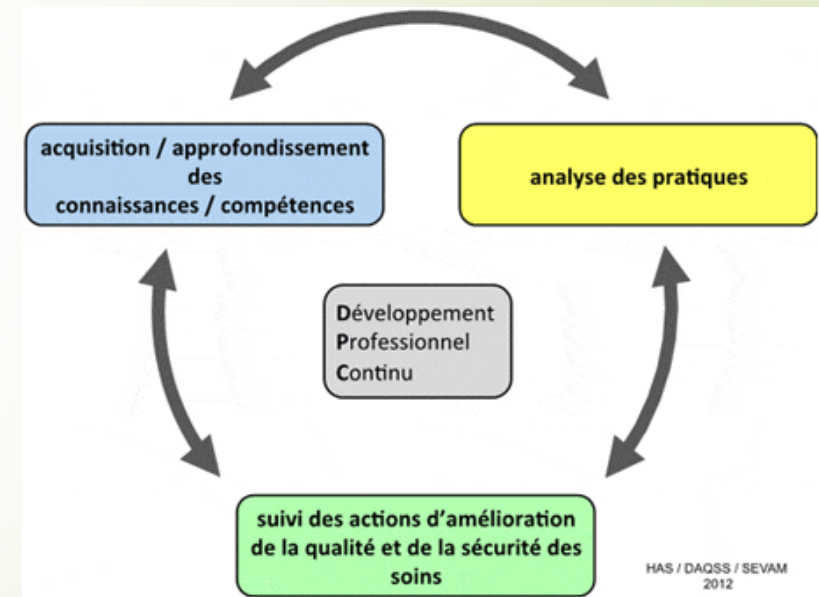 acquisition / approfondissement
des
connaissances / compétences
analyse des pratiques
Développement
Professionnel
Continu
suivi des actions d’amélioration
de la qualité et de la sécurité des
soins
HAS / DAQSS / SEVAM
2012